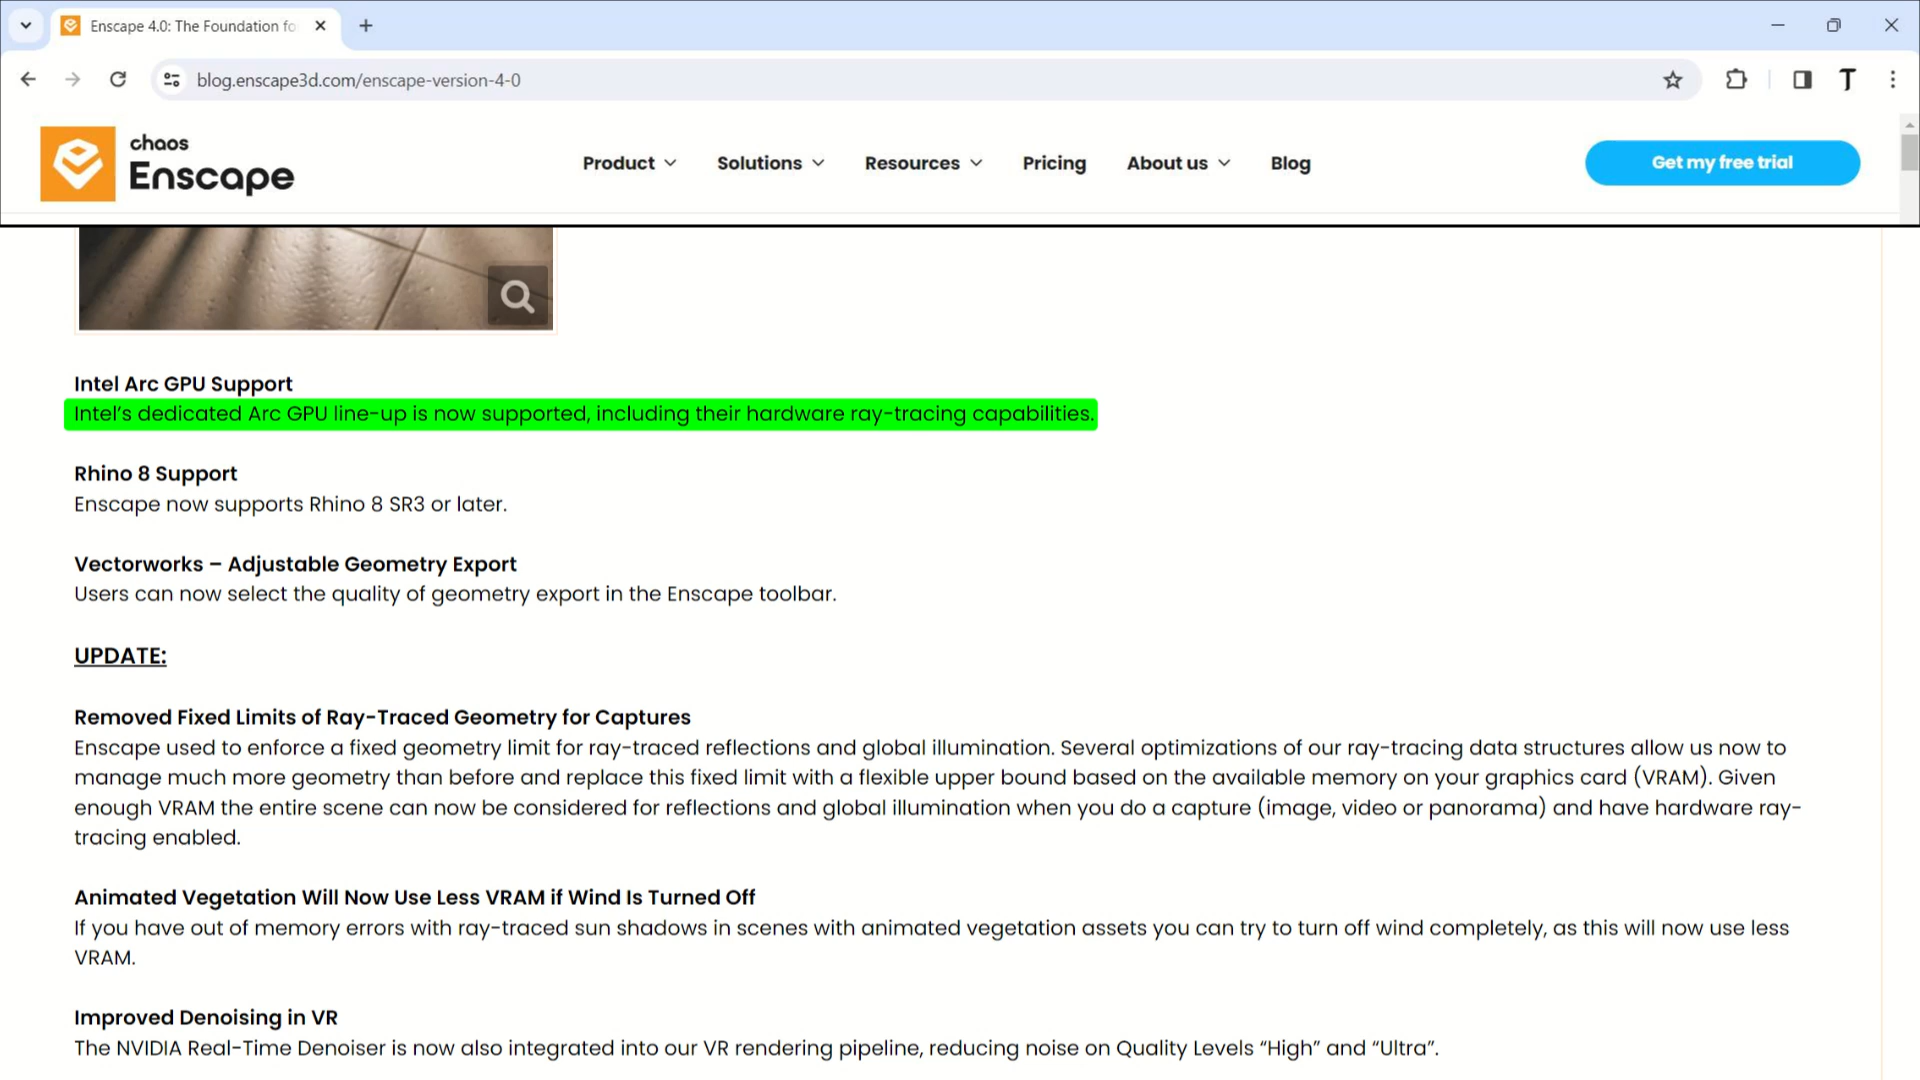 Enscape 4.0: The Foundation fo
blog.enscape3d.com/enscape-version-4-0
chaos
Enscape
Product
Solutions
Resources
Pricing
About us
Blog
Get my free trial
Intel Arc GPU Support
Intel's dedicated Arc GPU line-up is now supported, including their hardware ray-tracing capabilities.
Rhino 8 Support
Enscape now supports Rhino 8 SR3 or later.
Vectorworks – Adjustable Geometry Export
Users can now select the quality of geometry export in the Enscape toolbar.
UPDATE:
Removed Fixed Limits of Ray-Traced Geometry for Captures
Enscape used to enforce a fixed geometry limit for ray-traced reflections and global illumination. Several optimizations of our ray-tracing data structures allow us now to
manage much more geometry than before and replace this fixed limit with a flexible upper bound based on the available memory on your graphics card (VRAM). Given
enough VRAM the entire scene can now be considered for reflections and global illumination when you do a capture (image, video or panorama) and have hardware ray-
tracing enabled.
Animated Vegetation Will Now Use Less VRAM if Wind Is Turned Off
If you have out of memory errors with ray-traced sun shadows in scenes with animated vegetation assets you can try to turn off wind completely, as this will now use less
VRAM.
Improved Denoising in VR
The NVIDIA Real-Time Denoiser is now also integrated into our VR rendering pipeline, reducing noise on Quality Levels “High” and “Ultra”.